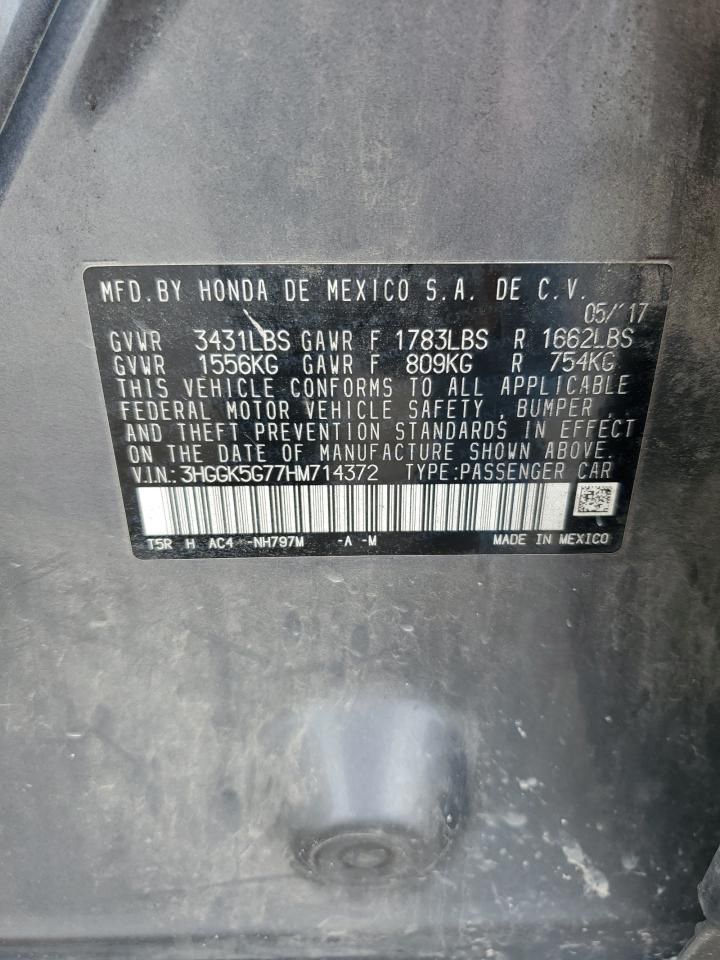 MFD.BY HONDA DE MEXICO S.A. DE C.V.
05/'17
GVWR 3431LBS GAWR F 1783LBS R 1662LBS
GVWR 1556KG GAWR F 809KG R 754KG
THIS VEHICLE CONFORMS TO ALL APPLICABLE
FEDERAL MOTOR VEHICLE SAFETY , BUMPER ,
AND THEFT PREVENTION STANDARDS IN EFFECT
ON THE DATE OF MANUFACTURE SHOWN ABOVE.
V.I.N.:3HGGK5G77HM714372 TYPE:PASSENGER CAR
T5R H AC4 -NH797M -A -M MADE IN MEXICO